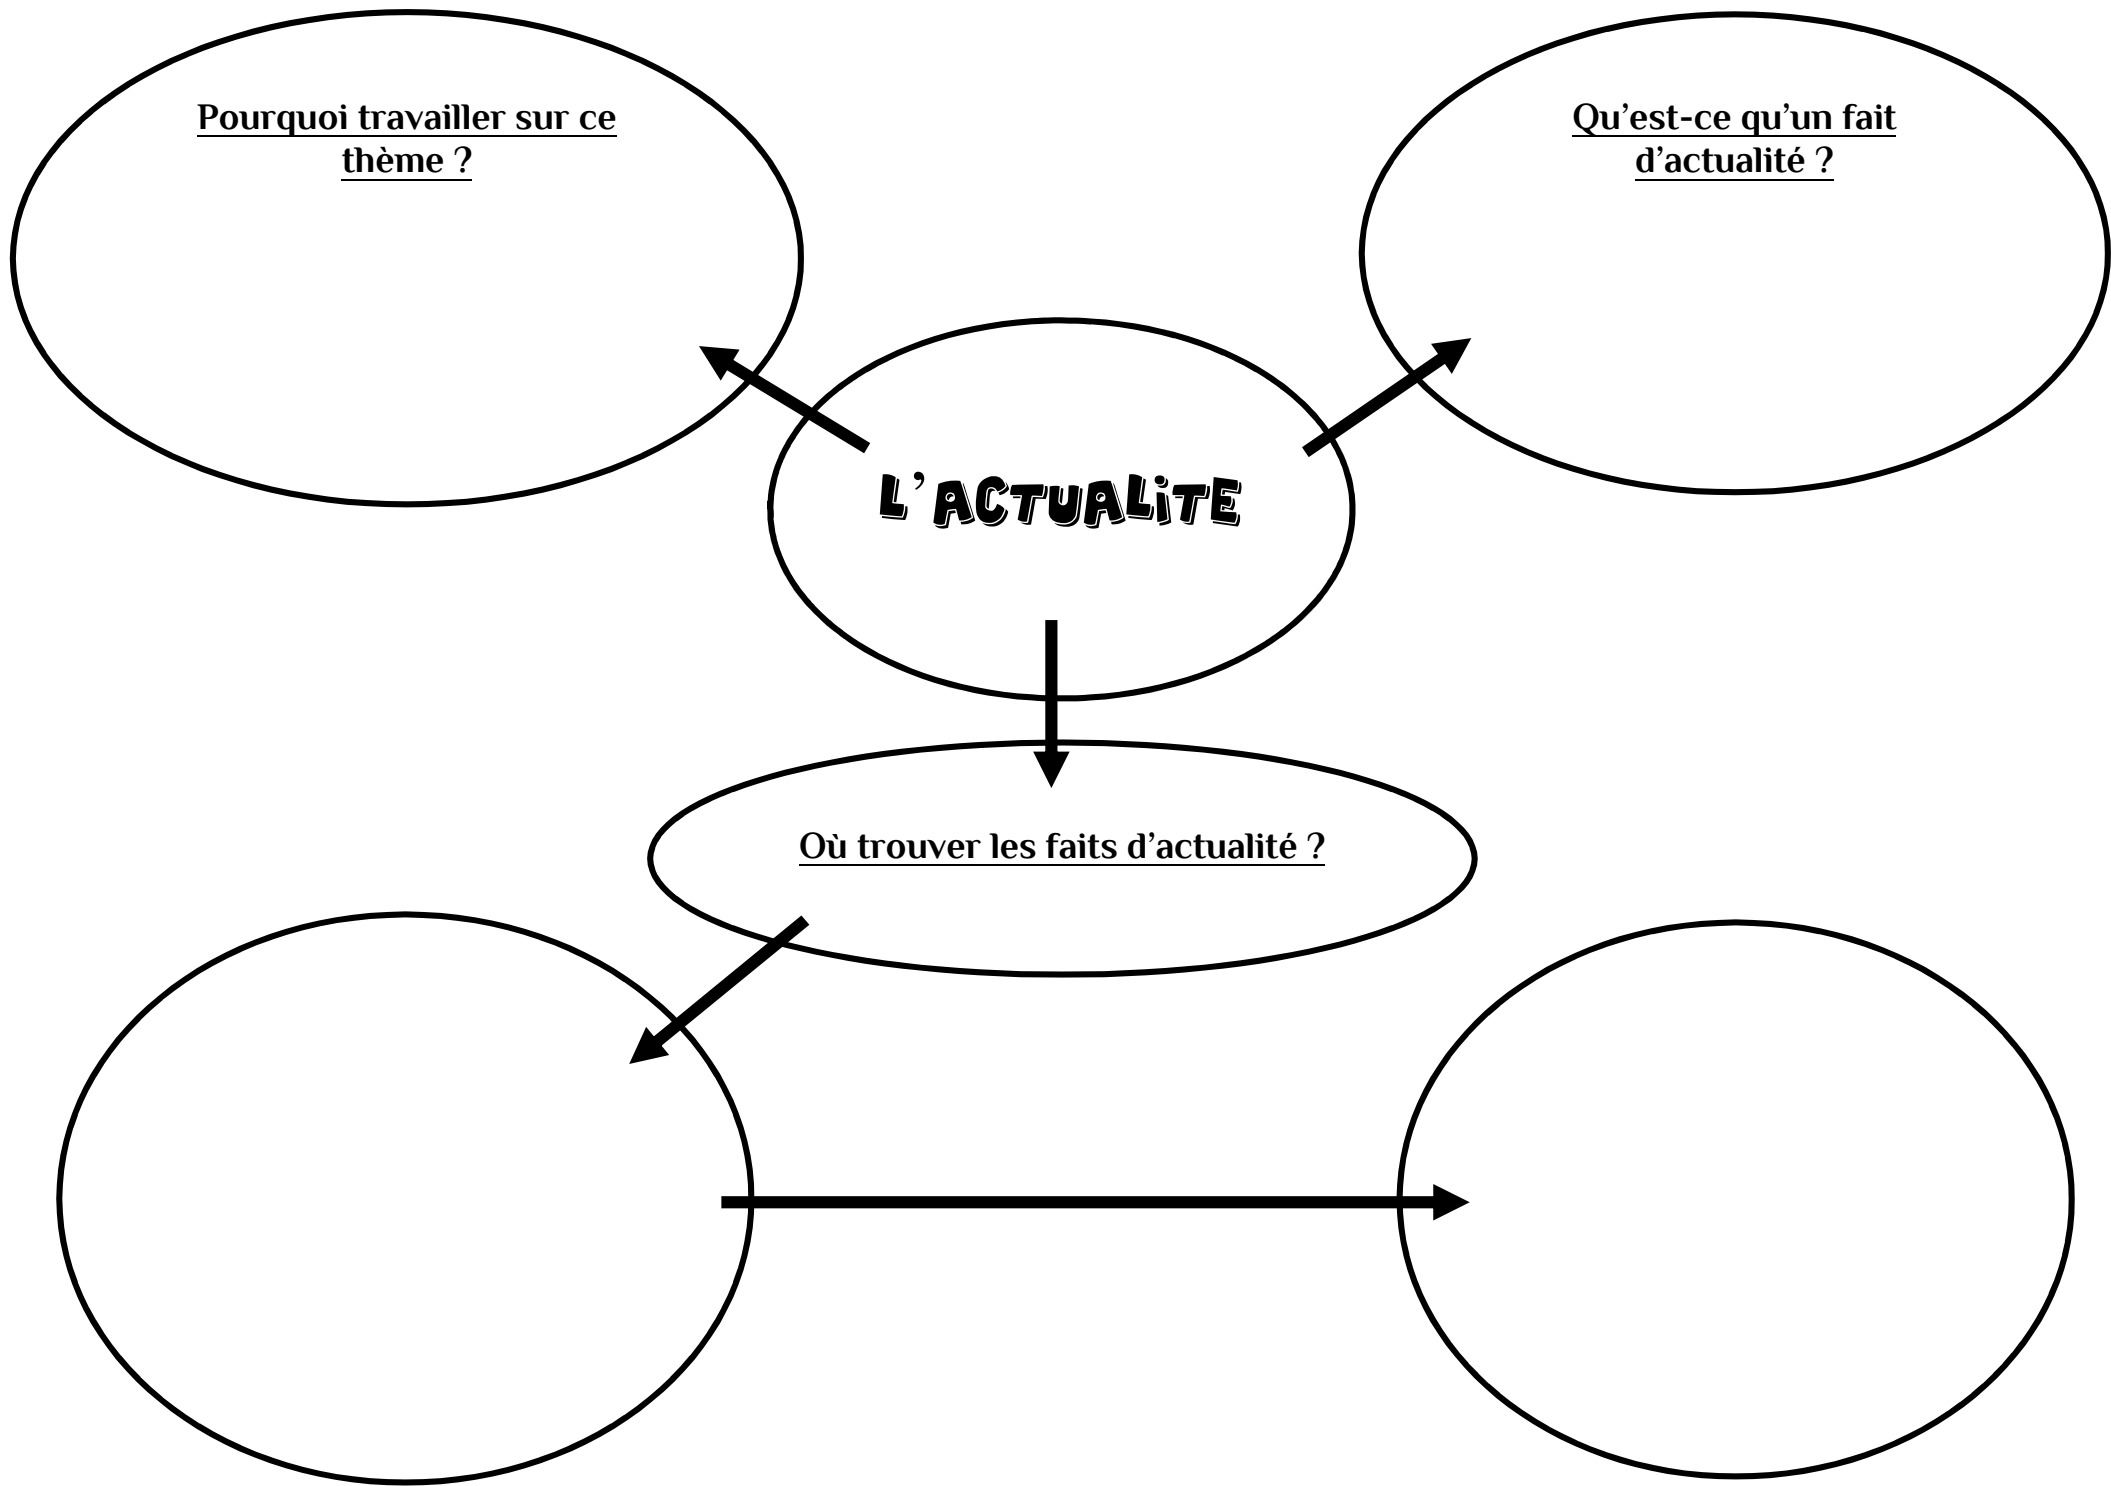 Pourquoi travailler sur ce
thème ?
Qu’est-ce qu’un fait
d’actualité ?
L’ACTUALiTE
Où trouver les faits d’actualité ?